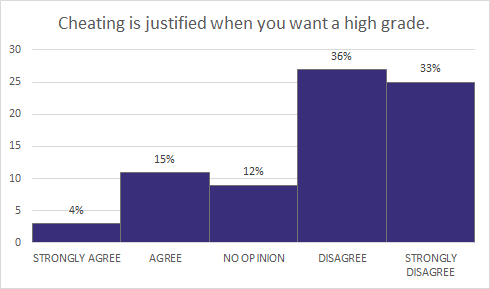 Cheating is justified when you want a high grade.
30
25
20
15
10
5
0
4%
15%
12%
36%
33%
STRONGLY AGREE
AGREE
NO OPINION
DISAGREE
STRONGLY
DISAGREE